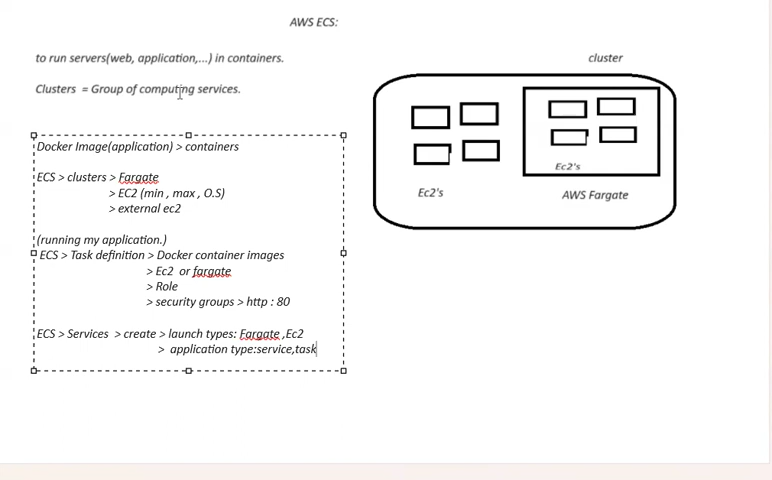 AWS ECS:
to run servers(web, application,...) in containers.
Clusters = Group of computing services.
Docker Image(application) > containers
ECS > clusters > Fargate
> EC2 (min , max , O.S)
> external ec2
(running my application.)
ECS > Task definition > Docker container images
> Ec2 or fargate
> Role
> security groups > http : 80
ECS > Services > create > launch types: Fargate ,Ec2
> application type:service,task
cluster
Ec2's
Ec2's
AWS Fargate